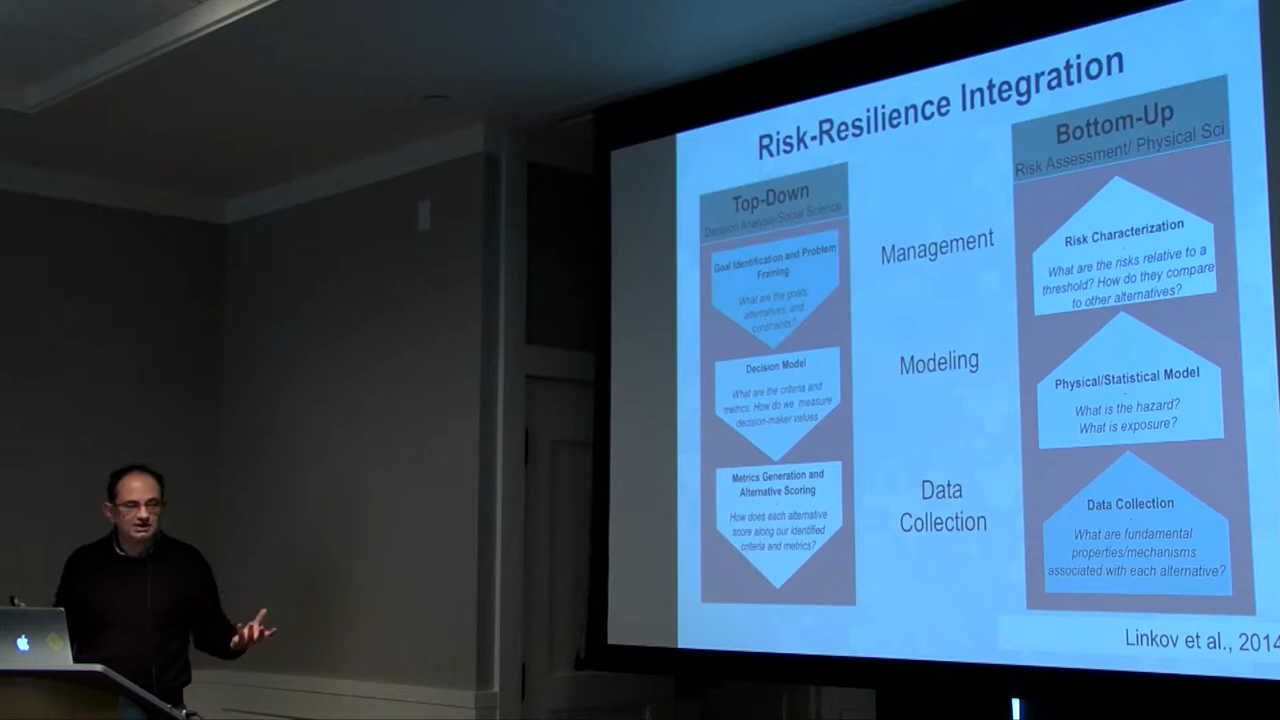 Risk-Resilience Integration
Top-Down
Decision Analysis/Social Science
Goal Identification and Problem
Framing
What are the goals,
alternatives, and
constraints?
Decision Model
What are the criteria and
metrics, How do we measure
decision-maker values
Metrics Generation and
Alternative Scoring
How does each alternative
score along our identified
criteria and metrics?
Management
Modeling
Data
Collection
Bottom-Up
Risk Assessment/ Physical Sci
Risk Characterization
What are the risks relative to a
threshold? How do they compare
to other alternatives?
Physical/Statistical Model
What is the hazard?
What is exposure?
Data Collection
What are fundamental
properties/mechanisms
associated with each alternative?
Linkov et al., 2014